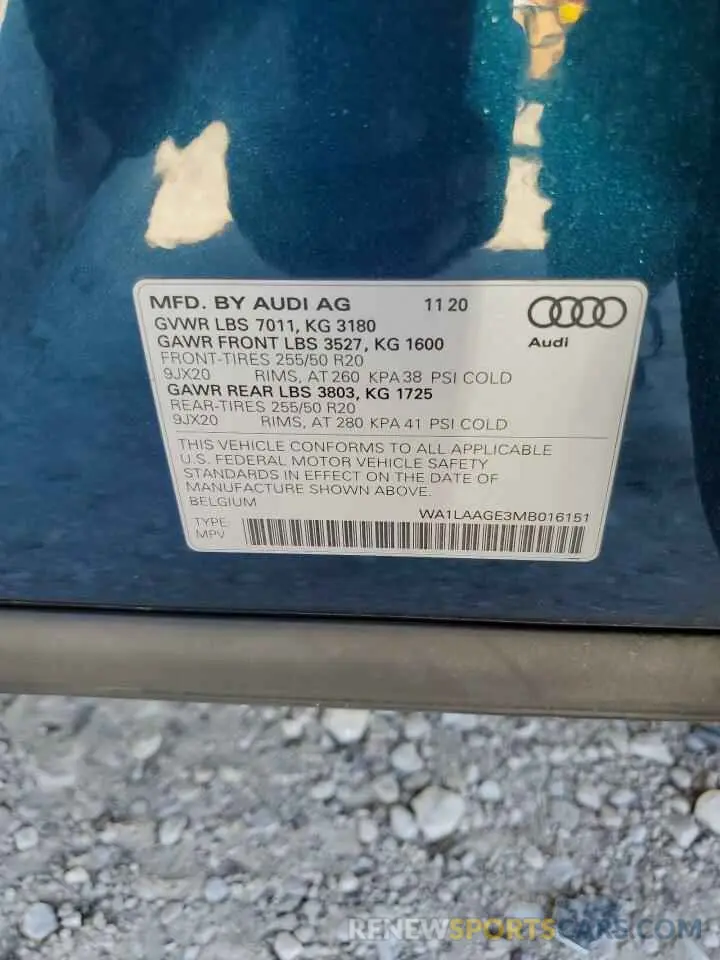 MFD. BY AUDI AG 11 20
GVWR LBS 7011, KG 3180
GAWR FRONT LBS 3527, KG 1600
Audi
FRONT-TIRES 255/50 R20
9JX20 RIMS, AT 260 KPA 38 PSI COLD
GAWR REAR LBS 3803, KG 1725
REAR-TIRES 255/50 R20
9JX20 RIMS, AT 280 KPA 41 PSI COLD
THIS VEHICLE CONFORMS TO ALL APPLICABLE
U.S. FEDERAL MOTOR VEHICLE SAFETY
STANDARDS IN EFFECT ON THE DATE OF
MANUFACTURE SHOWN ABOVE.
BELGIUM
WA1LAAGE3MB016151
TYPE:
MPV
RENEWSPORTSCARS.COM